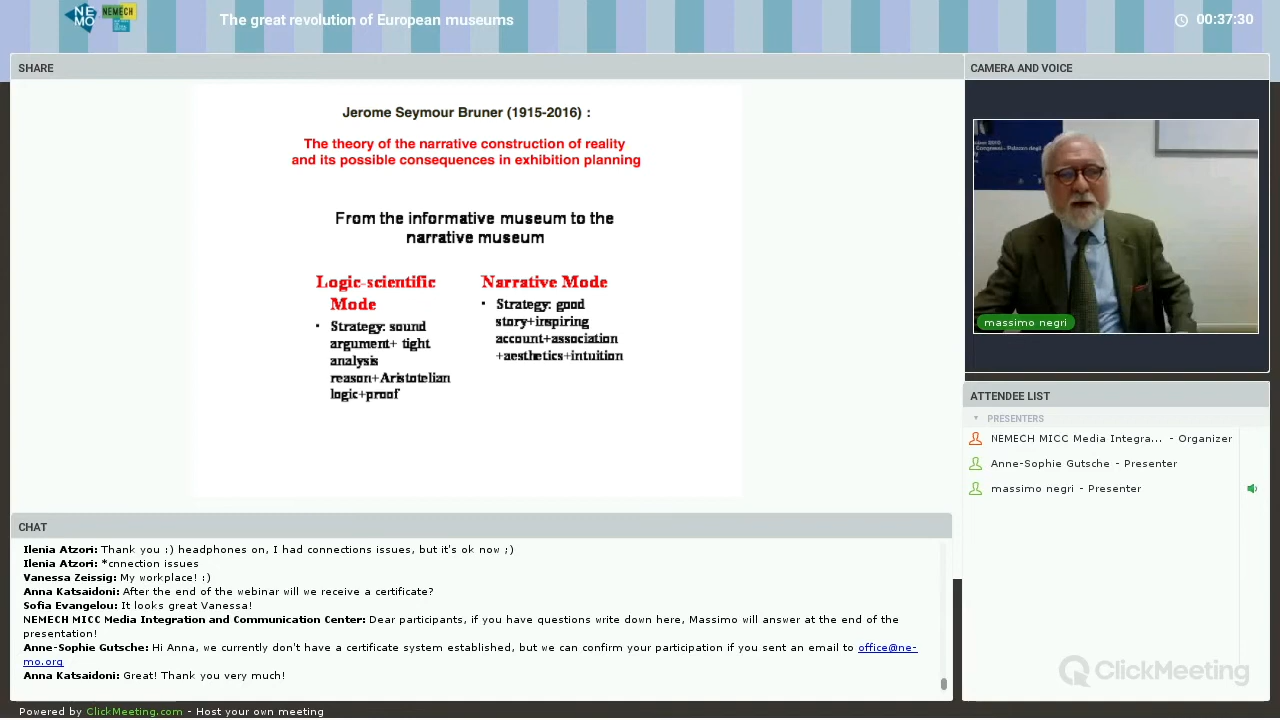 NE
MO
NEMECH
The great revolution of European museums
00:37:30
SHARE
CAMERA AND VOICE
Jerome Seymour Bruner (1915-2016) :
The theory of the narrative construction of reality
and its possible consequences in exhibition planning
From the informative museum to the
narrative museum
Logic-scientific
Mode
• Strategy: sound
argument+ tight
analysis
reason+Aristotelian
logic+proof
Narrative Mode
• Strategy: good
story+inspiring
account+association
+aesthetics+intuition
massimo negri
ATTENDEE LIST
PRESENTERS
NEMECH MICC Media Integra... - Organizer
Anne-Sophie Gutsche - Presenter
massimo negri - Presenter
CHAT
Ilenia Atzori: Thank you :) headphones on, I had connections issues, but it's ok now ;)
Ilenia Atzori: *cnnection issues
Vanessa Zeissig: My workplace! :)
Anna Katsaidoni: After the end of the webinar will we receive a certificate?
Sofia Evangelou: It looks great Vanessa!
NEMECH MICC Media Integration and Communication Center: Dear participants, if you have questions write down here, Massimo will answer at the end of the
presentation!
Anne-Sophie Gutsche: Hi Anna, we currently don't have a certificate system established, but we can confirm your participation if you sent an email to office@ne-
mo.org
Anna Katsaidoni: Great! Thank you very much!
ClickMeeting
Powered by ClickMeeting.com - Host your own meeting